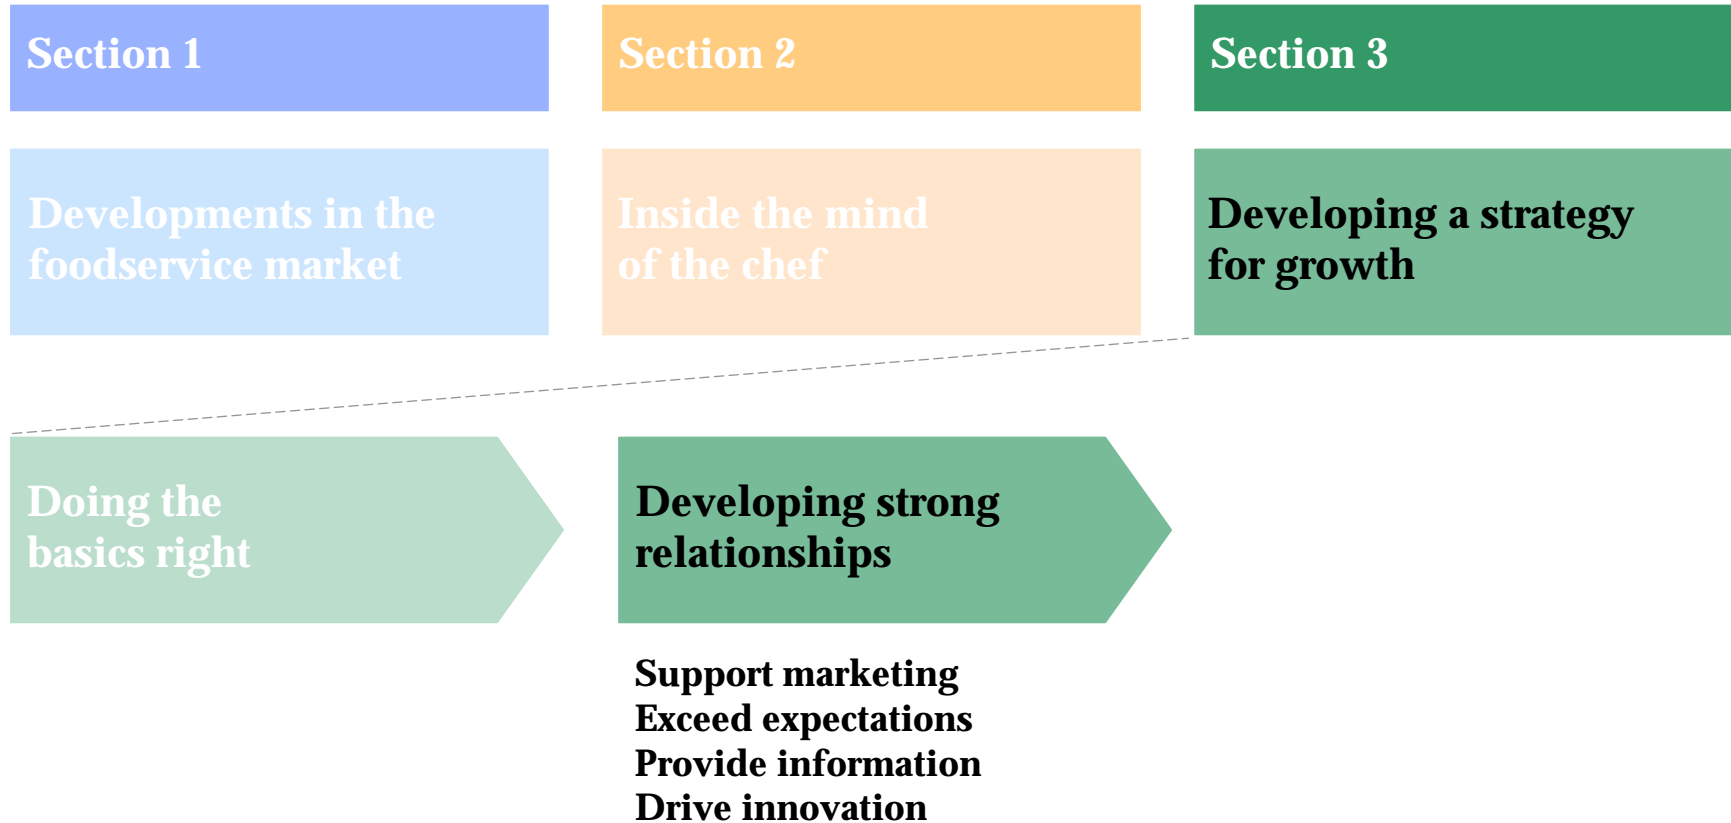 Section 1
Section 2
Section 3
Developments in the
foodservice market
Inside the mind
of the chef
Developing a strategy
for growth
Doing the
basics right
Developing strong
relationships
Support marketing
Exceed expectations
Provide information
Drive innovation